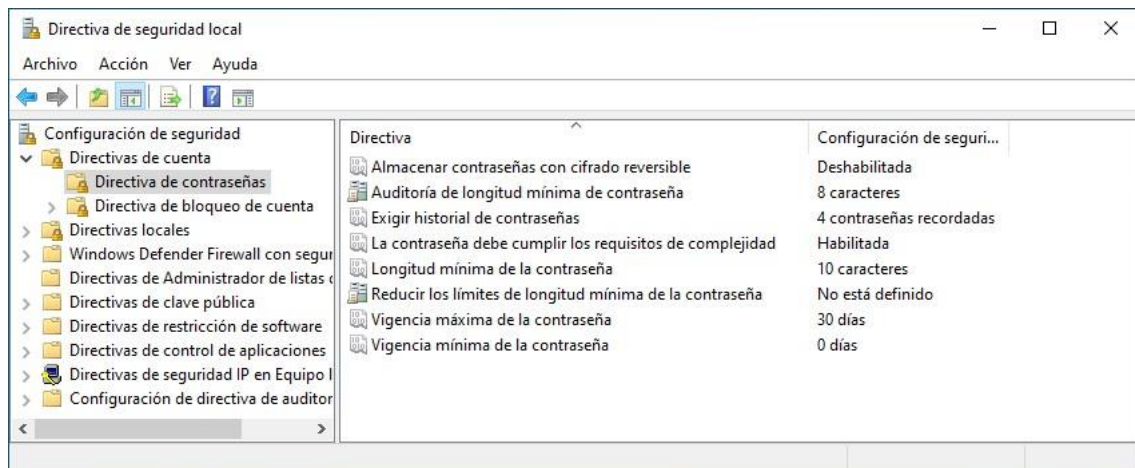 Directiva de seguridad local
Archivo Acción Ver Ayuda
Configuración de seguridad
Directivas de cuenta
Directiva de contraseñas
Directiva de bloqueo de cuenta
Directivas locales
Windows Defender Firewall con segur
Directivas de Administrador de listas
Directivas de clave pública
Directivas de restricción de software
Directivas de control de aplicaciones
Directivas de seguridad IP en Equipo l
Configuración de directiva de auditor
Directiva Configuración de seguri...
Almacenar contraseñas con cifrado reversible Deshabilitada
Auditoría de longitud mínima de contraseña 8 caracteres
Exigir historial de contraseñas 4 contraseñas recordadas
La contraseña debe cumplir los requisitos de complejidad Habilitada
Longitud mínima de la contraseña 10 caracteres
Reducir los límites de longitud mínima de la contraseña No está definido
Vigencia máxima de la contraseña 30 días
Vigencia mínima de la contraseña 0 días